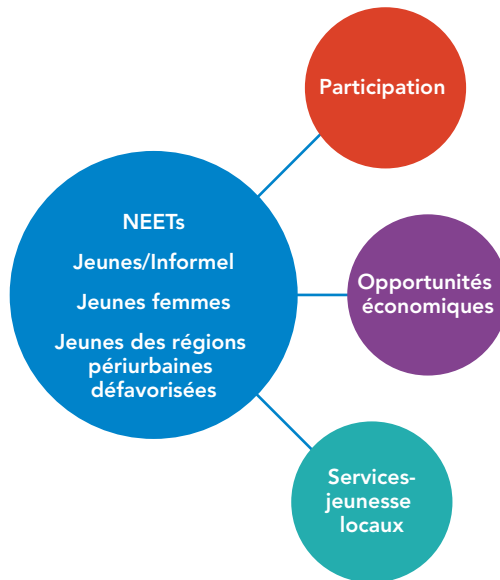 Participation
NEETs
Jeunes/Informel
Jeunes femmes
Jeunes des régions
périurbaines
défavorisées
Opportunités
économiques
Services-
jeunesse
locaux